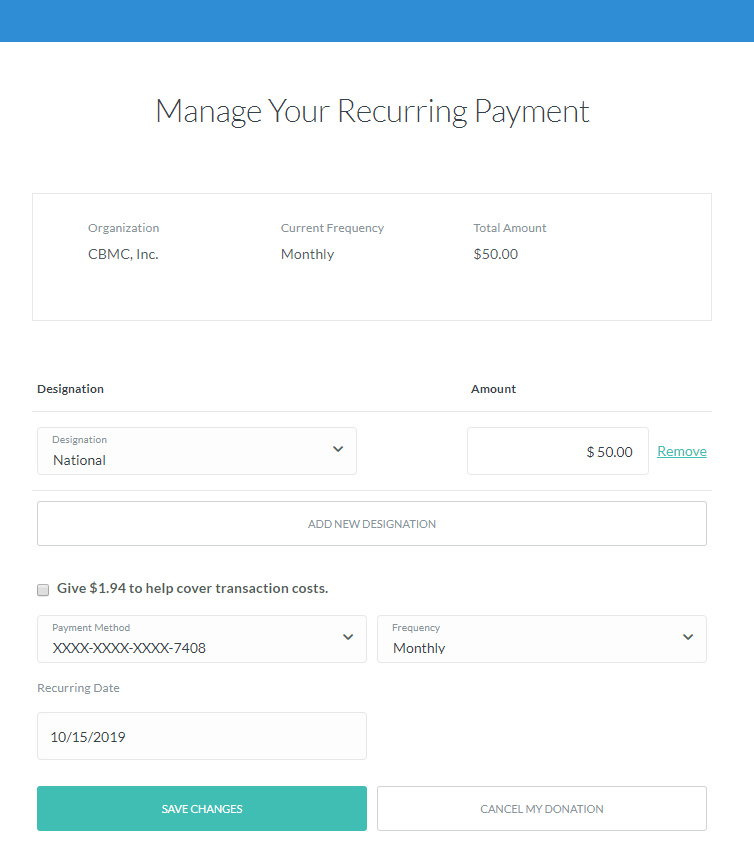 Manage Your Recurring Payment
Organization Current Frequency Total Amount
CBMC, Inc. Monthly $50.00
Designation Amount
Designation
National $ 50.00 Remove
ADD NEW DESIGNATION
Give $1.94 to help cover transaction costs.
Payment Method Frequency
XXXX-XXXX-XXXX-7408 Monthly
Recurring Date
10/15/2019
SAVE CHANGES CANCEL MY DONATION